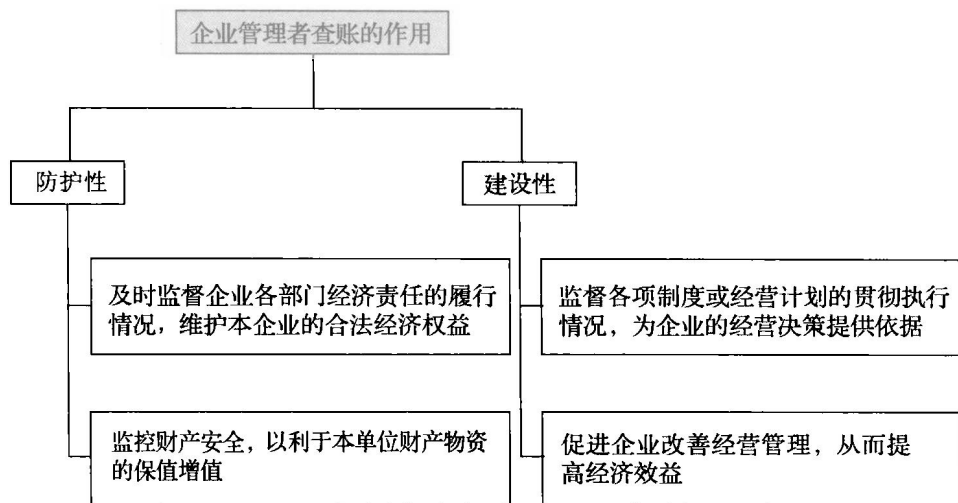 企业管理者查账的作用
防护性
建设性
及时监督企业各部门经济责任的履行
情况，维护本企业的合法经济权益
监督各项制度或经营计划的贯彻执行
情况，为企业的经营决策提供依据
监控财产安全，以利于本单位财产物资
的保值增值
促进企业改善经营管理，从而提
高经济效益